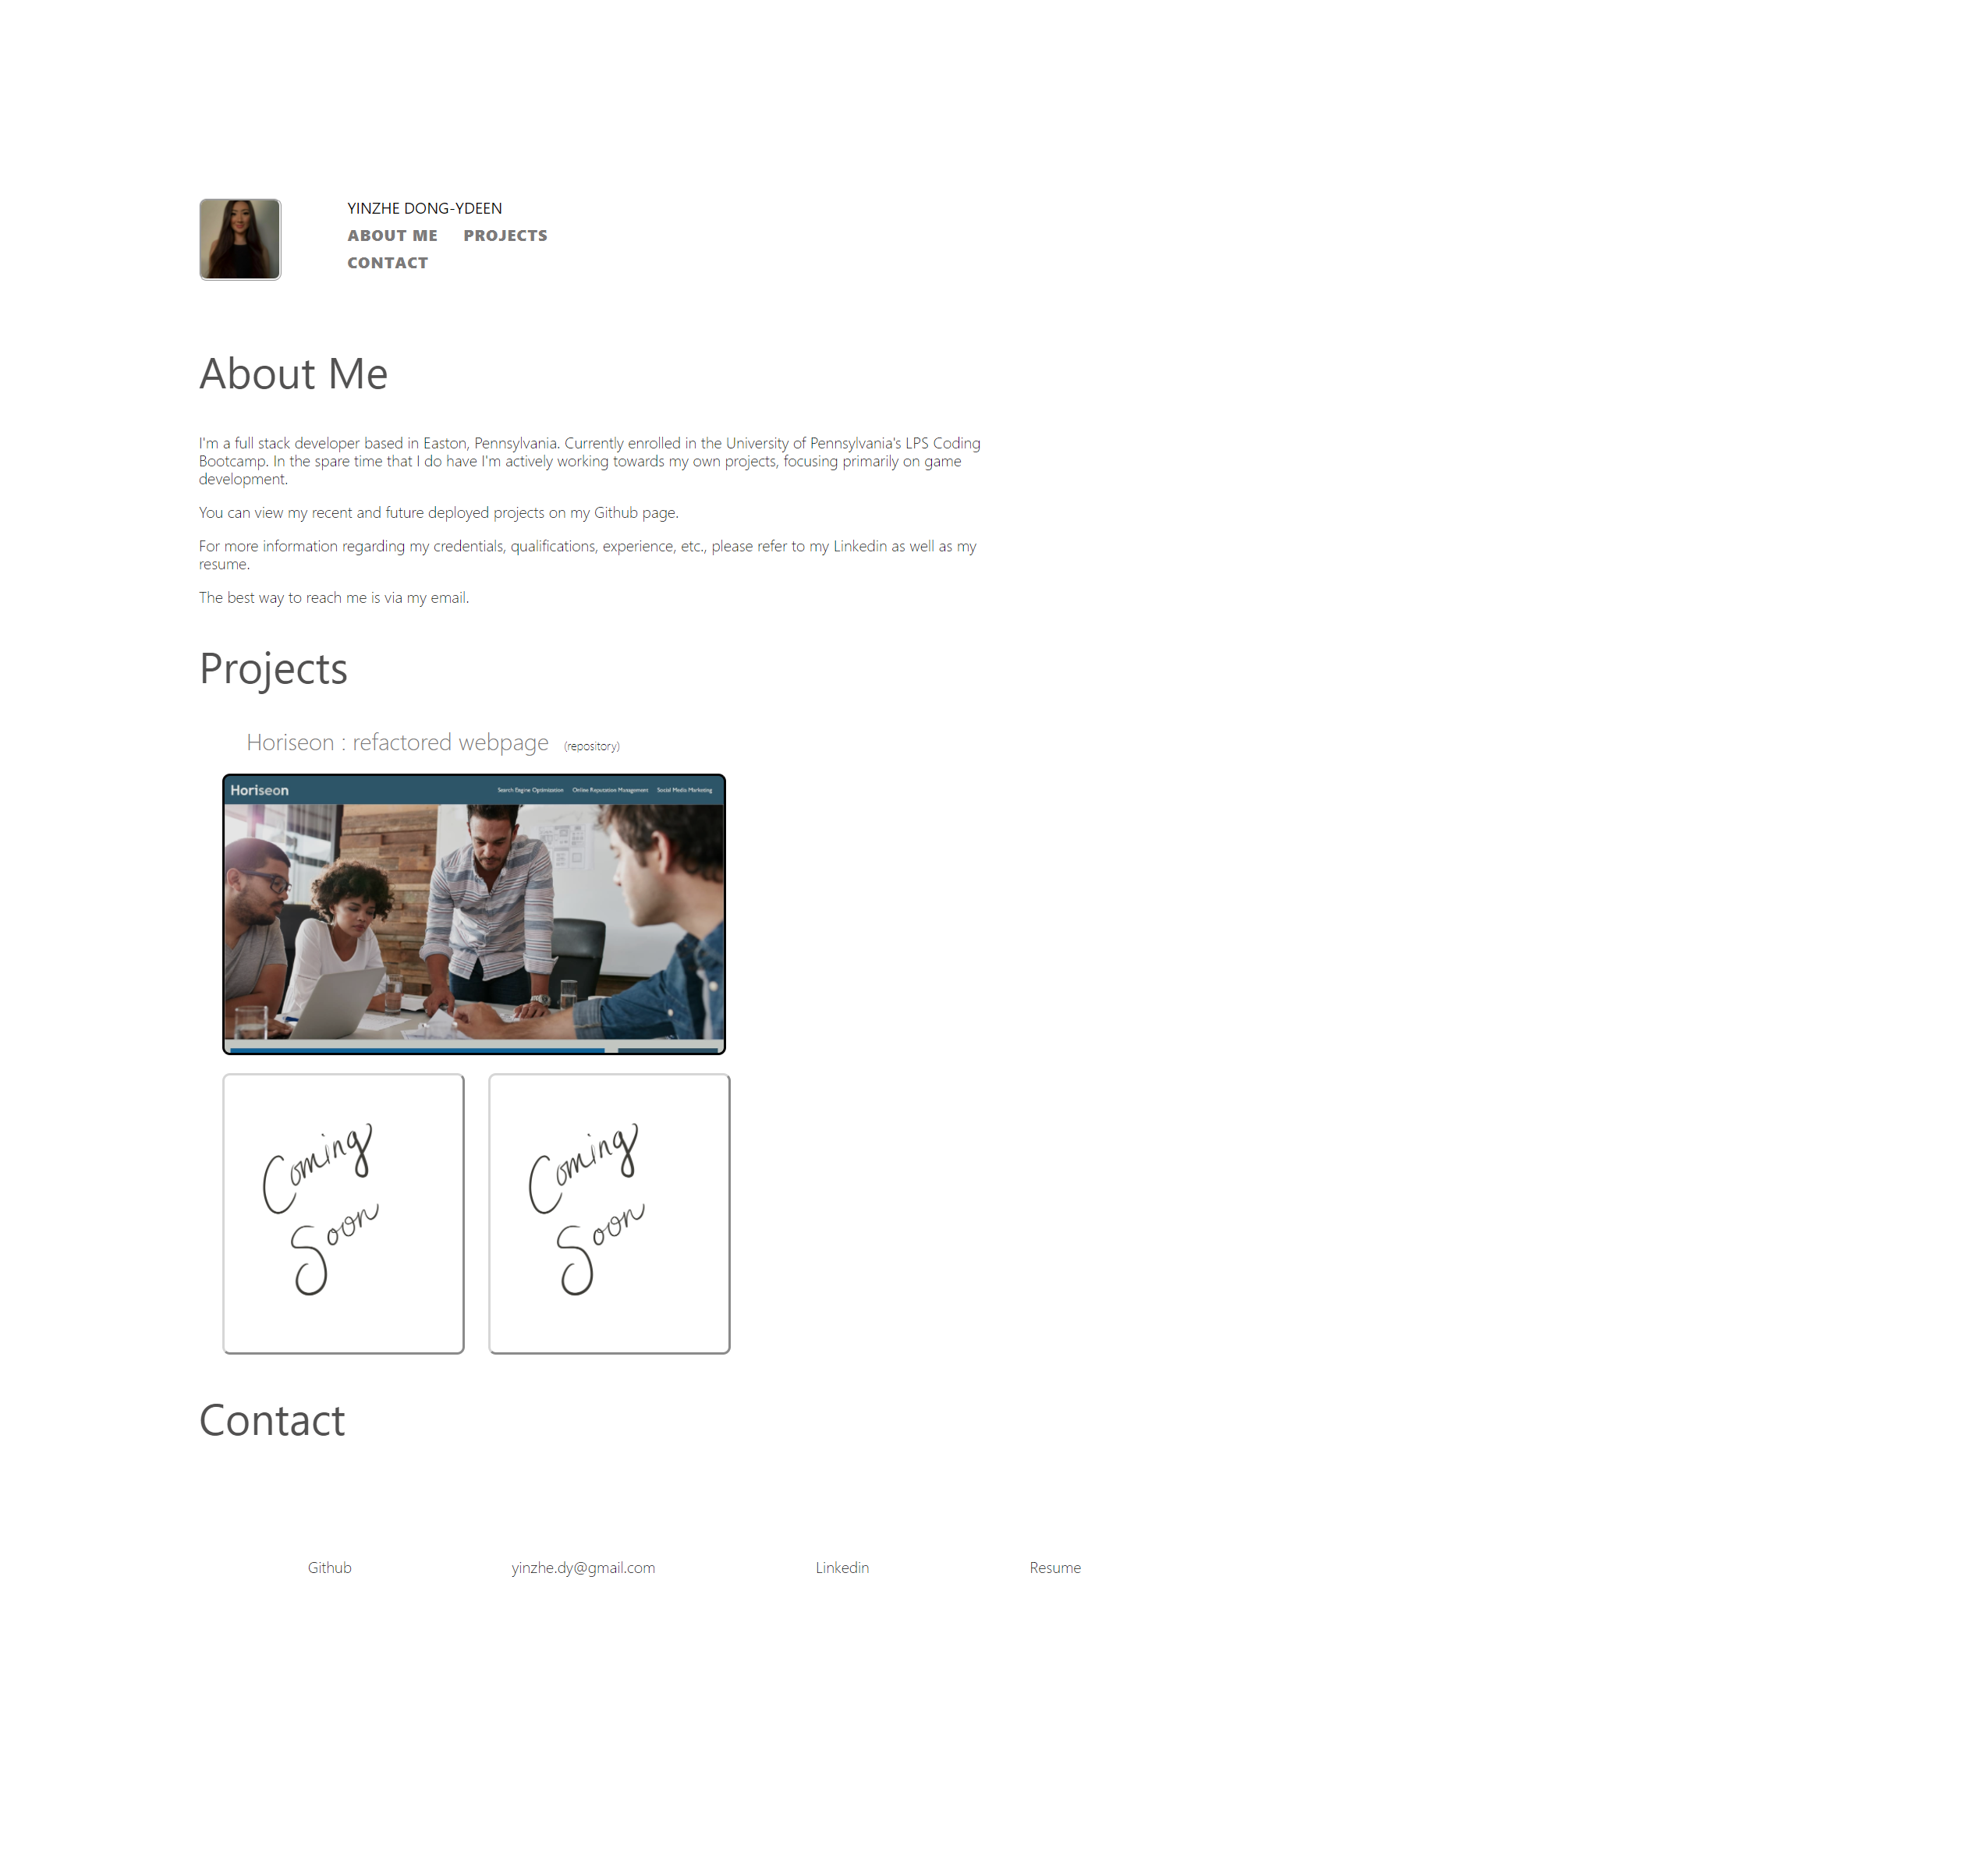 YINZHE DONG-YDEEN
ABOUT ME PROJECTS
CONTACT
About Me
I'm a full stack developer based in Easton, Pennsylvania. Currently enrolled in the University of Pennsylvania's LPS Coding
Bootcamp. In the spare time that I do have I'm actively working towards my own projects, focusing primarily on game
development.
You can view my recent and future deployed projects on my Github page.
For more information regarding my credentials, qualifications, experience, etc., please refer to my Linkedin as well as my
resume.
The best way to reach me is via my email.
Projects
Horiseon : refactored webpage (repository)
Horiseon Search Engine Optimization Online Reputation Management Social Media Marketing
Coming Coming
Soon Soon
Contact
Github yinzhe.dy@gmail.com Linkedin Resume